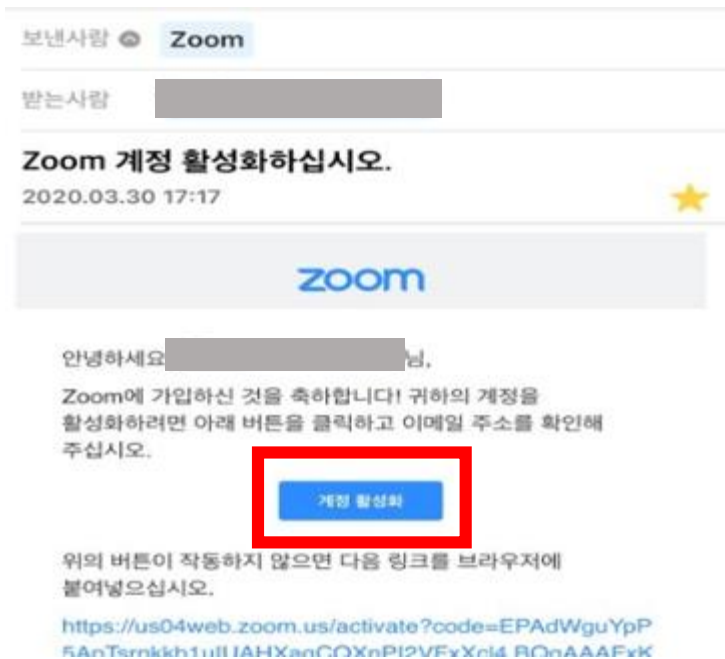 보낸사람 Zoom
받는사람
Zoom 계정 활성화하십시오.
2020.03.30 17:17
zoom
안녕하세요 님,
Zoom에 가입하신 것을 축하합니다! 귀하의 계정을
활성화하려면 아래 버튼을 클릭하고 이메일 주소를 확인해
주십시오.
계정 활성화
위의 버튼이 작동하지 않으면 다음 링크를 브라우저에
붙여넣으십시오.
https://us04web.zoom.us/activate?code=EPAdWguYpP